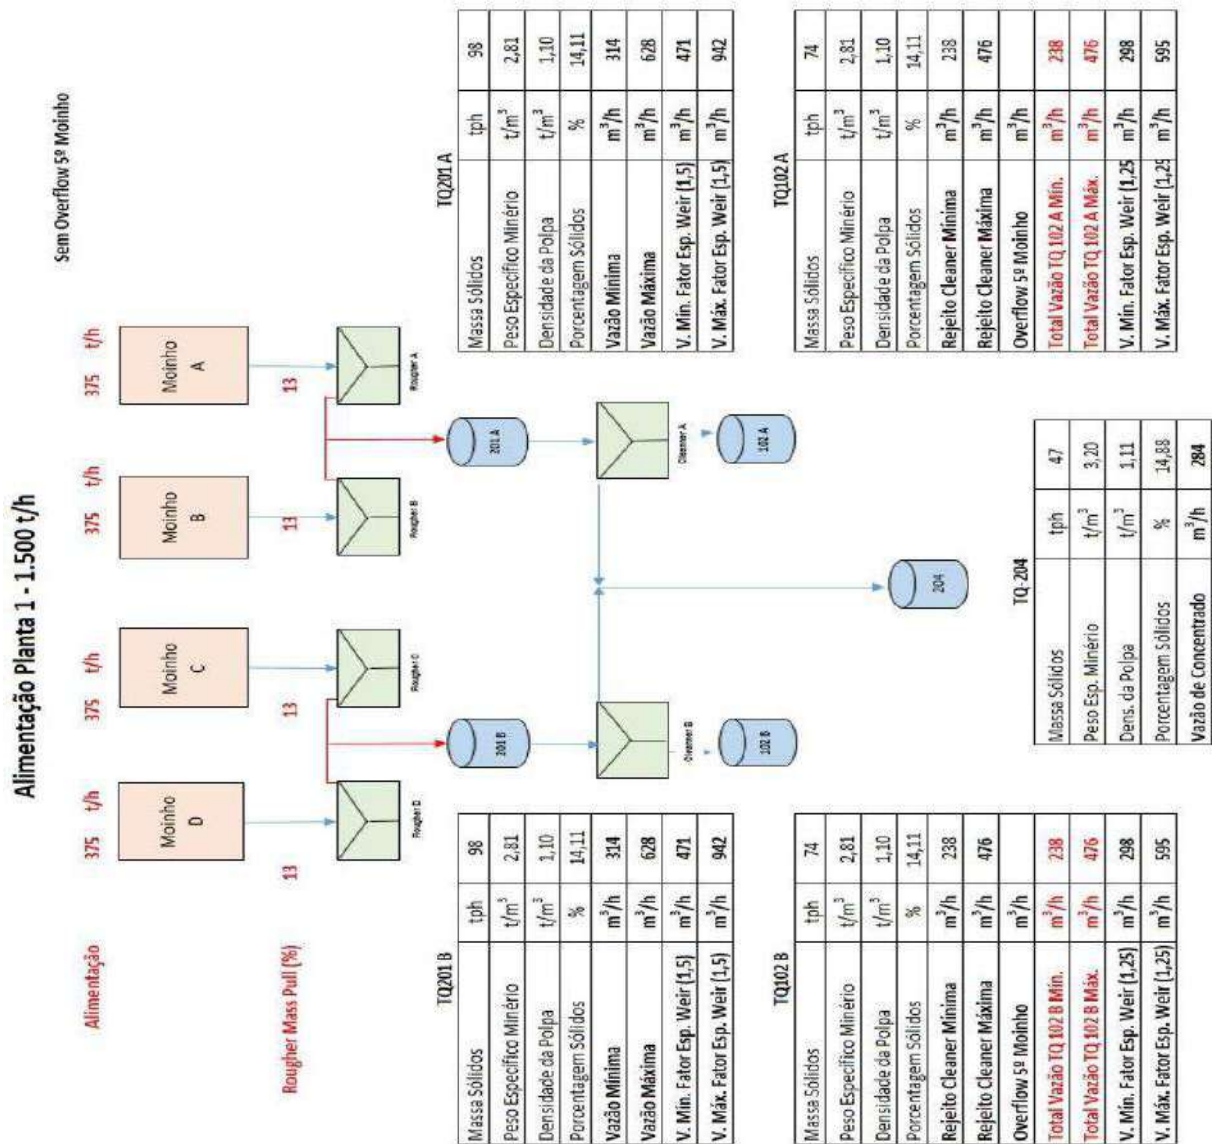 Alimentação Planta 1 - 1.500 t/h
Sem Overflow 5º Moinho
Alimentação 375 t/h 375 t/h 375 t/h 375 t/h
Moinho D
Moinho C
Moinho B
Moinho A
Rougher Mass Pull (%) 13 13 13 13
Rougher D
Rougher C
Rougher B
Rougher A
201 B
201 A
Cleanner B
Cleanner A
102 B
102 A
204
TQ201 B
Massa Sólidos tph 98
Peso Especifico Minério t/m³ 2,81
Densidade da Polpa t/m³ 1,10
Porcentagem Sólidos % 14,11
Vazão Mínima m³/h 314
Vazão Máxima m³/h 628
V. Min. Fator Esp. Weir (1,5) m³/h 471
V. Máx. Fator Esp. Weir (1,5) m³/h 942
TQ201 A
Massa Sólidos tph 98
Peso Especifico Minério t/m³ 2,81
Densidade da Polpa t/m³ 1,10
Porcentagem Sólidos % 14,11
Vazão Mínima m³/h 314
Vazão Máxima m³/h 628
V. Min. Fator Esp. Weir (1,5) m³/h 471
V. Máx. Fator Esp. Weir (1,5) m³/h 942
TQ102 B
Massa Sólidos tph 74
Peso Especifico Minério t/m³ 2,81
Densidade da Polpa t/m³ 1,10
Porcentagem Sólidos % 14,11
Rejeito Cleaner Mínima m³/h 238
Rejeito Cleaner Máxima m³/h 476
Overflow 5º Moinho m³/h
Total Vazão TQ 102 B Mín. m³/h 238
Total Vazão TQ 102 B Máx. m³/h 476
V. Mín. Fator Esp. Weir (1,25) m³/h 298
V. Máx. Fator Esp. Weir (1,25) m³/h 595
TQ-204
Massa Sólidos tph 47
Peso Esp. Minério t/m³ 3,20
Dens. da Polpa t/m³ 1,11
Porcentagem Sólidos % 14,88
Vazão de Concentrado m³/h 284
TQ102 A
Massa Sólidos tph 74
Peso Especifico Minério t/m³ 2,81
Densidade da Polpa t/m³ 1,10
Porcentagem Sólidos % 14,11
Rejeito Cleaner Mínima m³/h 238
Rejeito Cleaner Máxima m³/h 476
Overflow 5º Moinho m³/h
Total Vazão TQ 102 A Mín. m³/h 238
Total Vazão TQ 102 A Máx. m³/h 476
V. Mín. Fator Esp. Weir (1,25 m³/h 298
V. Máx. Fator Esp. Weir (1,25 m³/h 595